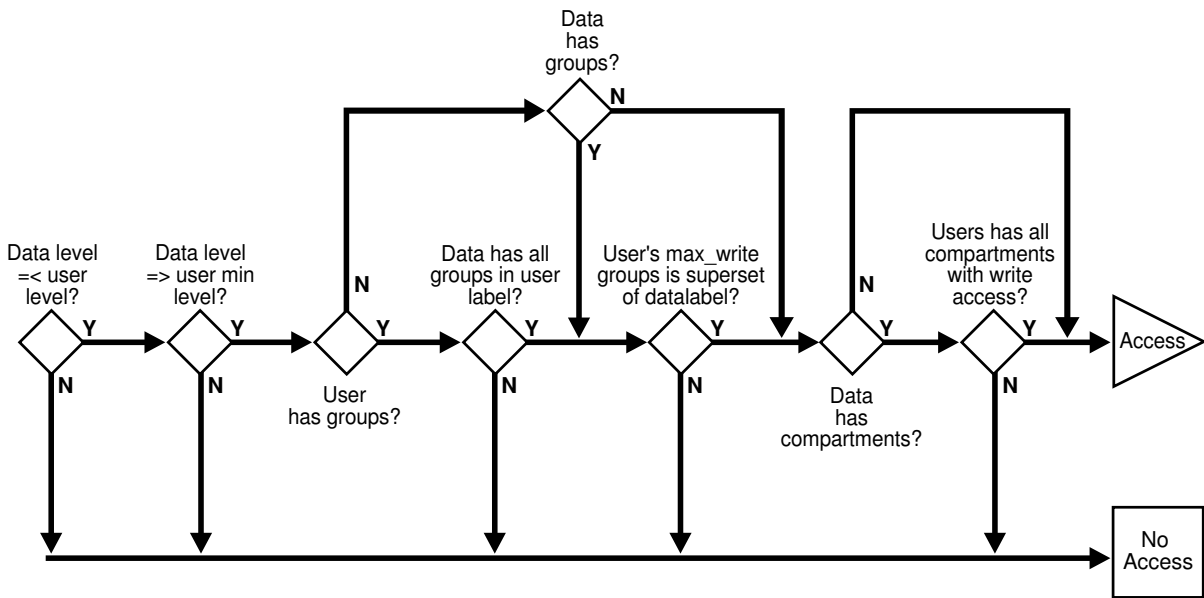 Data
has
groups?
N
Y
Data level
=< user
level?
Y
N
Data level
=> user min
level?
Y
N
N
Y
User
has groups?
Data has all
groups in user
label?
Y
N
User's max_write
groups is superset
of datalabel?
Y
N
N
Y
Data
has
compartments?
Users has all
compartments
with write
access?
Y
N
Access
No
Access